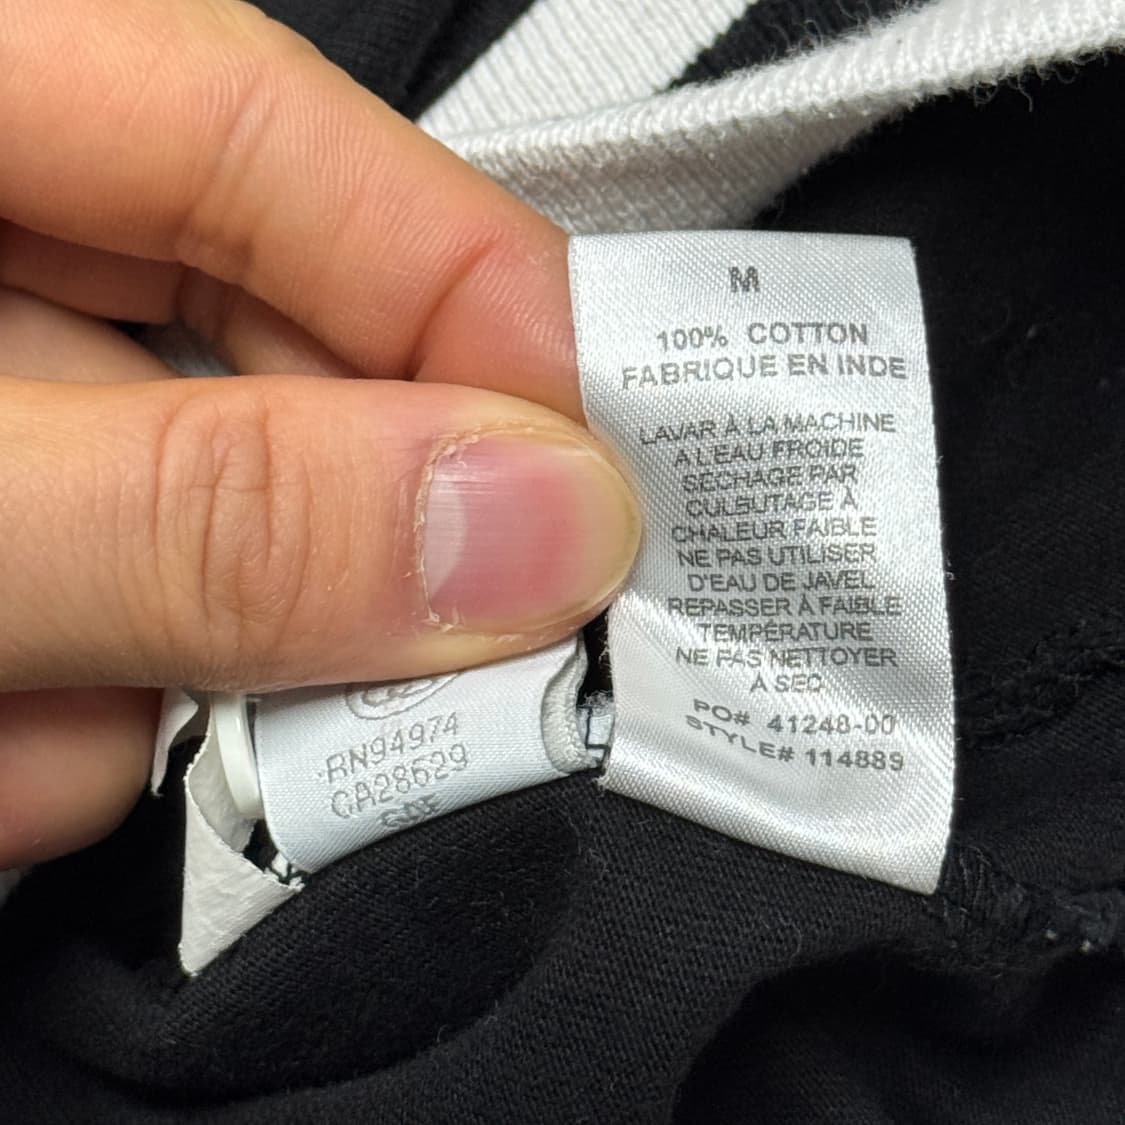 M
100% COTTON
FABRIQUE EN INDE
LAVAR À LA MACHINE
A L'EAU FROIDE
SECHAGE PAR
CULBUTAGE À
CHALEUR FAIBLE
NE PAS UTILISER
D'EAU DE JAVEL
REPASSER À FAIBLE
TEMPÉRATURE
NE PAS NETTOYER
A SEC
PO# 41248-00
STYLE# 114889
RN94974
CA28629